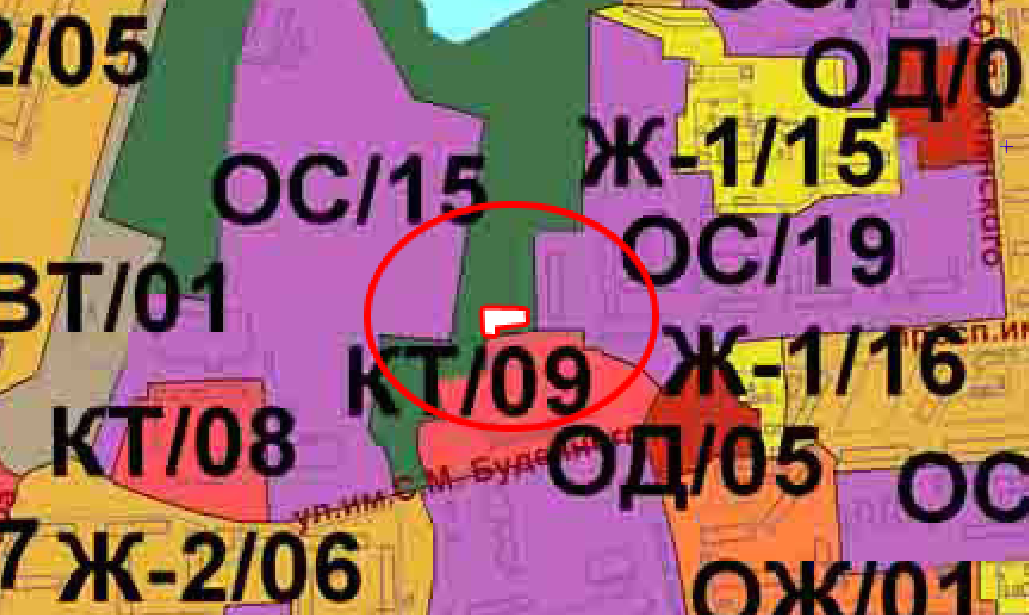 2/05
ОД/0
ОС/15
Ж-1/15
ОС/19
ВТ/01
КТ/09
Ж-1/16
КТ/08
ОД/05
ул.им.С.М. Буденн
ОС
7
Ж-2/06
ОЖ/01